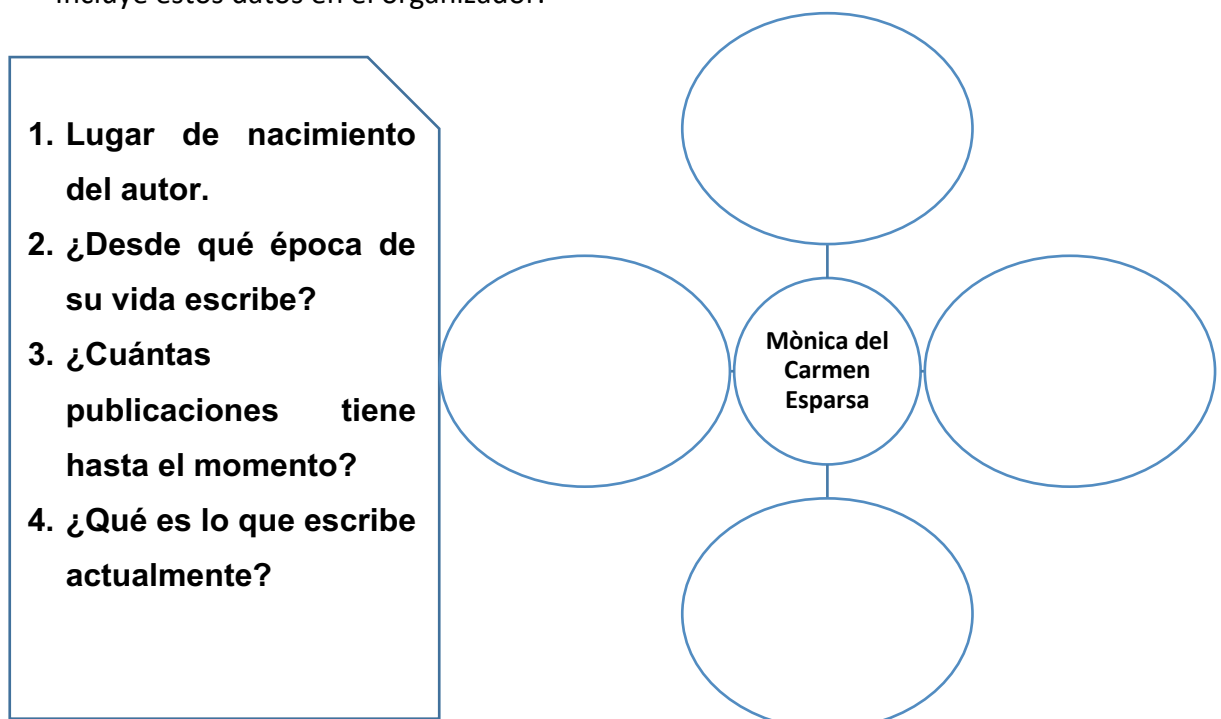 incluye estos datos en el organizador.
1. Lugar de nacimiento
del autor.
2. ¿Desde qué época de
su vida escribe?
3. ¿Cuántas
publicaciones tiene
hasta el momento?
4. ¿Qué es lo que escribe
actualmente?
Mònica del
Carmen
Esparsa